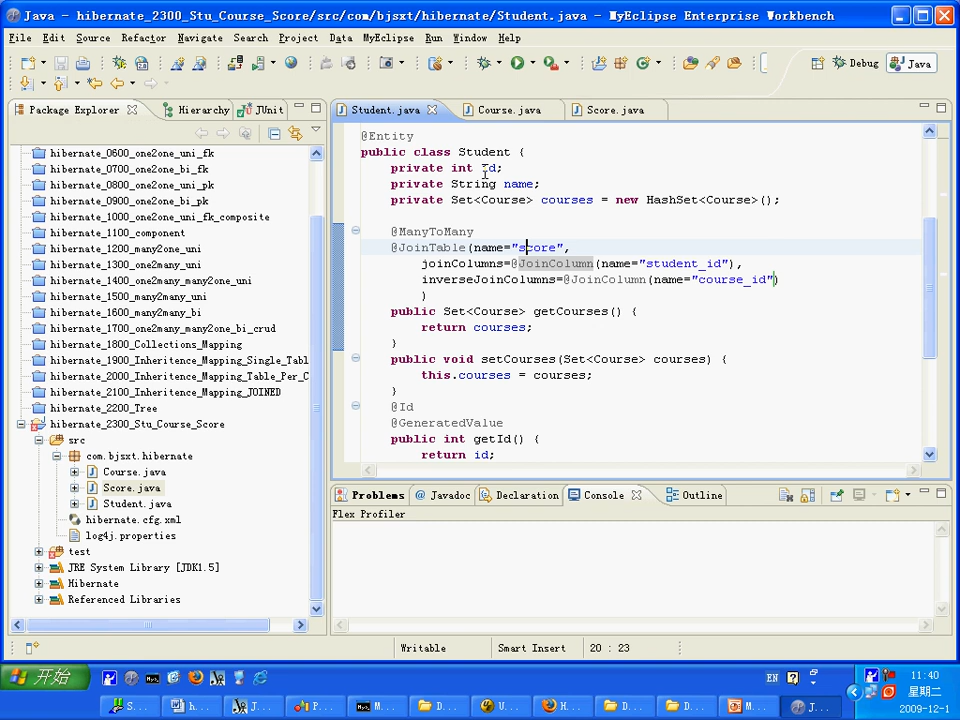 Java - hibernate_2300_Stu_Course_Score/src/com/bjsxt/hibernate/Student.java - MyEclipse Enterprise Workbench
File Edit Source Refactor Navigate Search Project Data MyEclipse Run Window Help
Debug Java
Package Explorer Hierarchy JUnit
Student.java Course.java Score.java
hibernate_0600_one2one_uni_fk
hibernate_0700_one2one_bi_fk
hibernate_0800_one2one_uni_pk
hibernate_0900_one2one_bi_pk
hibernate_1000_one2one_uni_fk_composite
hibernate_1100_component
hibernate_1200_many2one_uni
hibernate_1300_one2many_uni
hibernate_1400_one2many_many2one_uni
hibernate_1500_many2many_uni
hibernate_1600_many2many_bi
hibernate_1700_one2many_many2one_bi_crud
hibernate_1800_Collections_Mapping
hibernate_1900_Inheritence_Mapping_Single_Tabl
hibernate_2000_Inheritence_Mapping_Table_Per_C
hibernate_2100_Inheritence_Mapping_JOINED
hibernate_2200_Tree
hibernate_2300_Stu_Course_Score
src
com.bjsxt.hibernate
Course.java
Score.java
Student.java
hibernate.cfg.xml
log4j.properties
test
JRE System Library [JDK1.5]
Hibernate
Referenced Libraries
@Entity
public class Student {
private int id;
private String name;
private Set<Course> courses = new HashSet<Course>();
@ManyToMany
@JoinTable(name="score",
joinColumns=@JoinColumn(name="student_id"),
inverseJoinColumns=@JoinColumn(name="course_id")
)
public Set<Course> getCourses() {
return courses;
}
public void setCourses(Set<Course> courses) {
this.courses = courses;
}
@Id
@GeneratedValue
public int getId() {
return id;
Problems Javadoc Declaration Console Outline
Flex Profiler
Writable Smart Insert 20 : 23
开始 EN 11:40
星期二
2009-12-1
S... h... J... P... M... D... U... H... D... D... M... J...